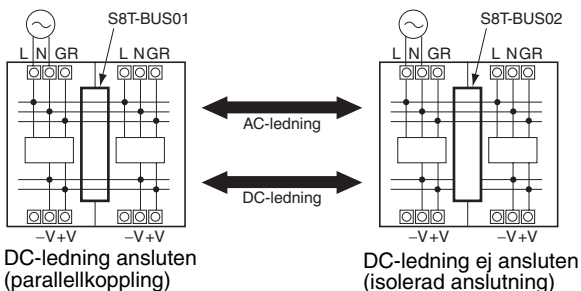 S8T-BUS01
L N GR
L N GR
–V +V
–V +V
DC-ledning ansluten
(parallellkoppling)
AC-ledning
DC-ledning
S8T-BUS02
L N GR
L N GR
–V +V
–V +V
DC-ledning ej ansluten
(isolerad anslutning)